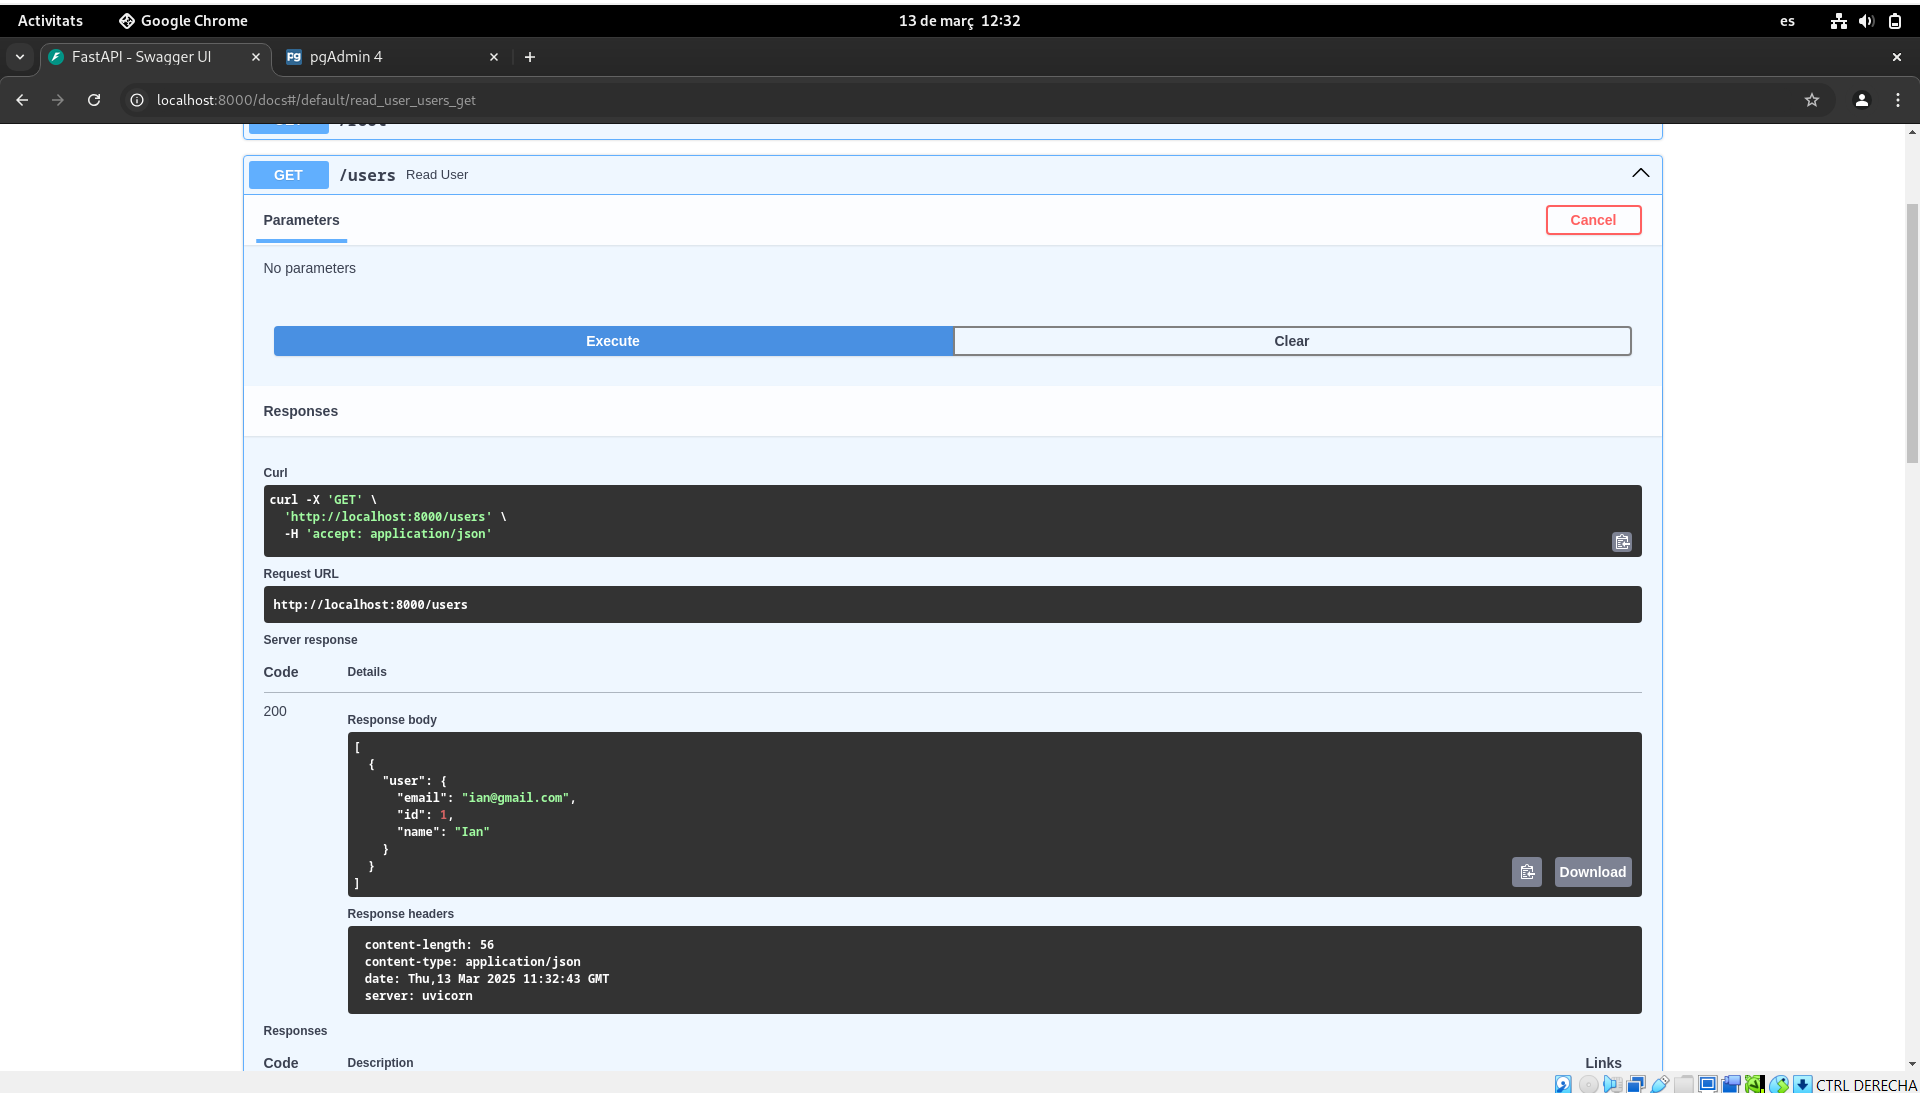 Activitats
Google Chrome
13 de març 12:32
es
FastAPI - Swagger UI
pgAdmin 4
localhost:8000/docs#/default/read_user_users_get
GET /users Read User
Parameters
Cancel
No parameters
Execute
Clear
Responses
Curl
curl -X 'GET' \
'http://localhost:8000/users' \
-H 'accept: application/json'
Request URL
http://localhost:8000/users
Server response
Code Details
200
Response body
[
{
"user": {
"email": "ian@gmail.com",
"id": 1,
"name": "Ian"
}
}
]
Download
Response headers
content-length: 56
content-type: application/json
date: Thu,13 Mar 2025 11:32:43 GMT
server: uvicorn
Responses
Code Description Links
CTRL DERECHA